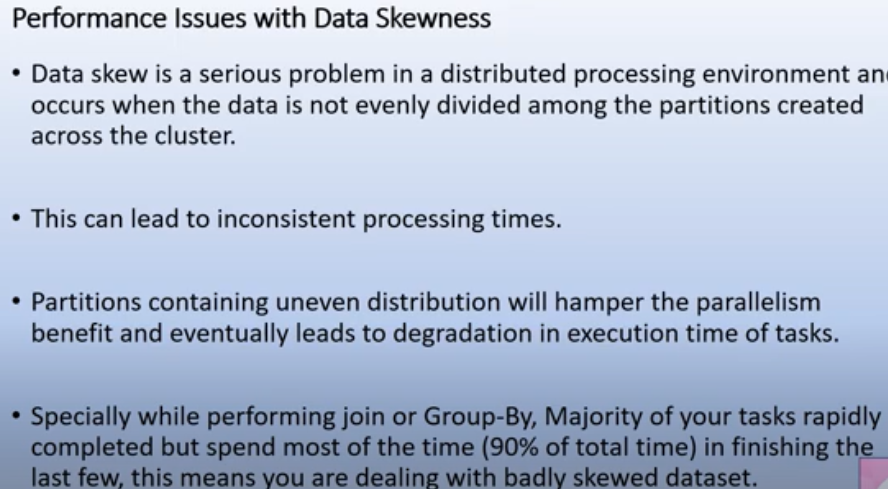 Performance Issues with Data Skewness
• Data skew is a serious problem in a distributed processing environment an
occurs when the data is not evenly divided among the partitions created
across the cluster.
• This can lead to inconsistent processing times.
• Partitions containing uneven distribution will hamper the parallelism
benefit and eventually leads to degradation in execution time of tasks.
• Specially while performing join or Group-By, Majority of your tasks rapidly
completed but spend most of the time (90% of total time) in finishing the
last few, this means you are dealing with badly skewed dataset.